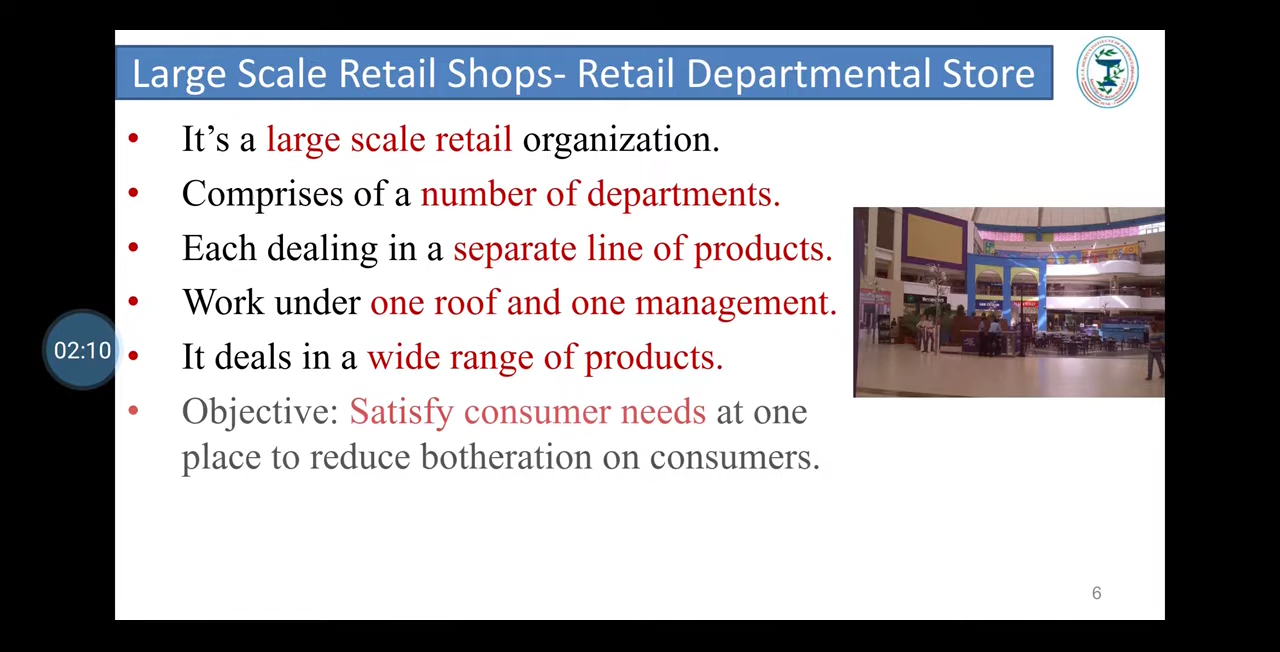 Large Scale Retail Shops- Retail Departmental Store
• It’s a large scale retail organization.
• Comprises of a number of departments.
• Each dealing in a separate line of products.
• Work under one roof and one management.
02:10
• It deals in a wide range of products.
• Objective: Satisfy consumer needs at one
place to reduce botheration on consumers.
6